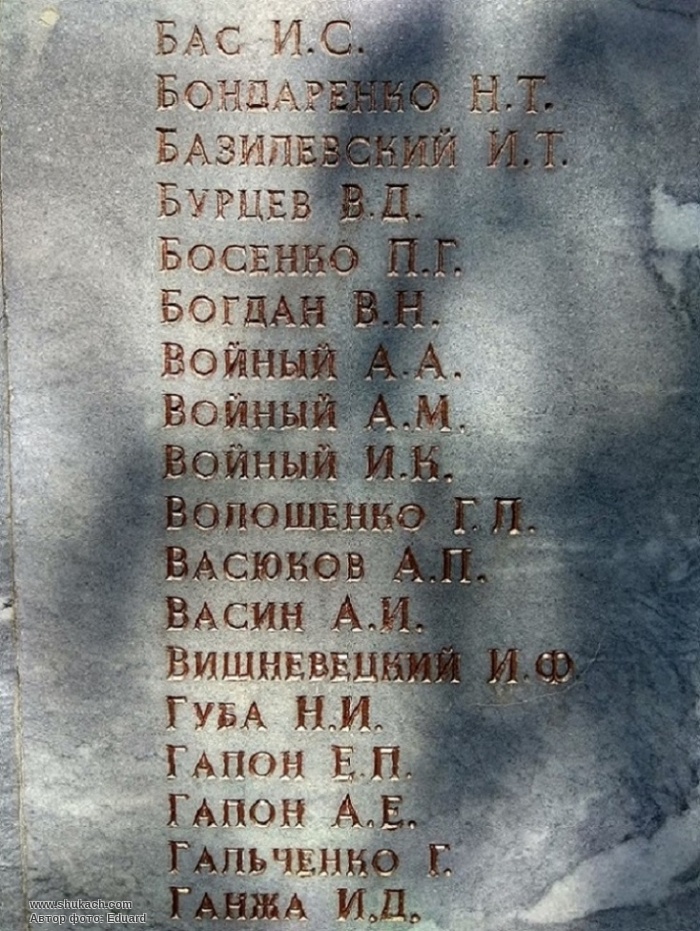 БАС И.С.
БОНДАРЕНКО Н.Т.
БАЗИЛЕВСКИЙ И.Т.
БУРЦЕВ В.Д.
БОСЕНКО П.Г.
БОГДАН В.Н.
ВОЙНЫЙ А.А.
ВОЙНЫЙ А.М.
ВОЙНЫЙ И.К.
ВОЛОШЕНКО Г.Л.
ВАСЮКОВ А.П.
ВАСИН А.И.
ВИШНЕВЕЦКИЙ И.Ф.
ГУБА Н.И.
ГАПОН Е.П.
ГАПОН А.Е.
ГАЛЬЧЕНКО Г.
ГАНЖА И.Д.
www.shukach.com
Автор фото: Eduard